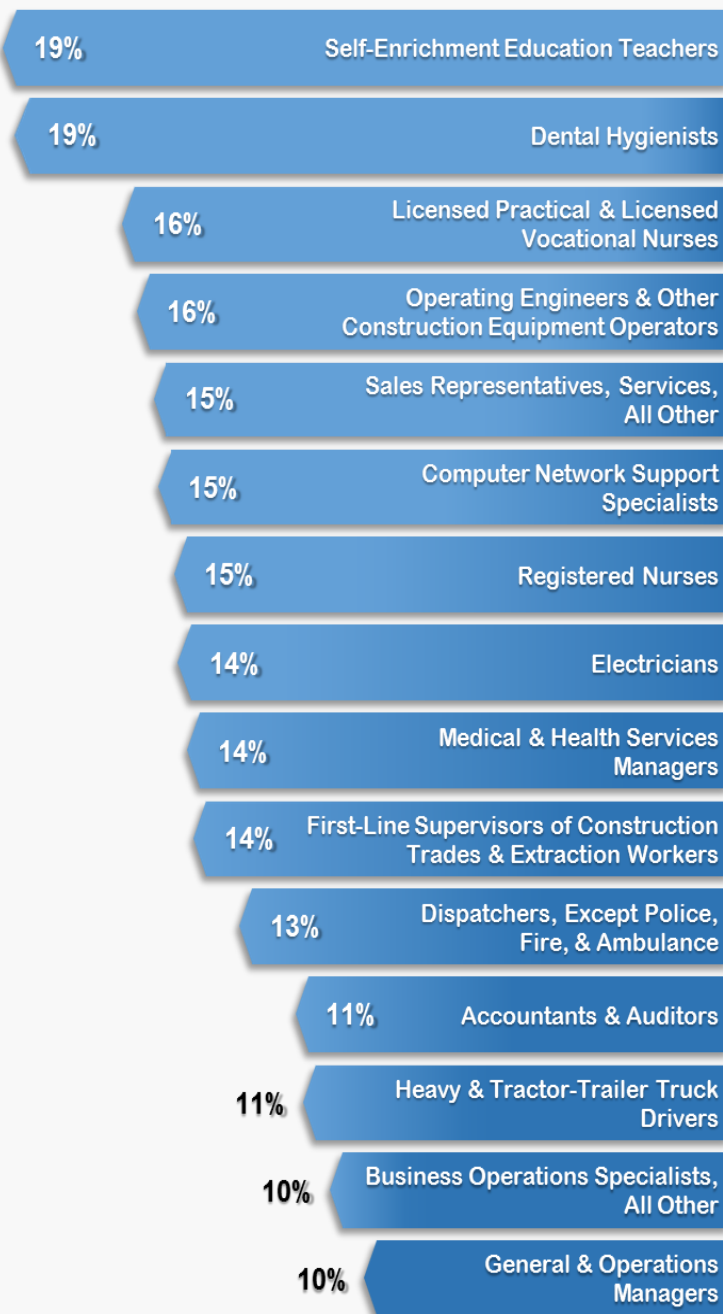 19% Self-Enrichment Education Teachers
19% Dental Hygienists
16% Licensed Practical & Licensed
Vocational Nurses
16% Operating Engineers & Other
Construction Equipment Operators
15% Sales Representatives, Services,
All Other
15% Computer Network Support
Specialists
15% Registered Nurses
14% Electricians
14% Medical & Health Services
Managers
14% First-Line Supervisors of Construction
Trades & Extraction Workers
13% Dispatchers, Except Police,
Fire, & Ambulance
11% Accountants & Auditors
11% Heavy & Tractor-Trailer Truck
Drivers
10% Business Operations Specialists,
All Other
10% General & Operations
Managers